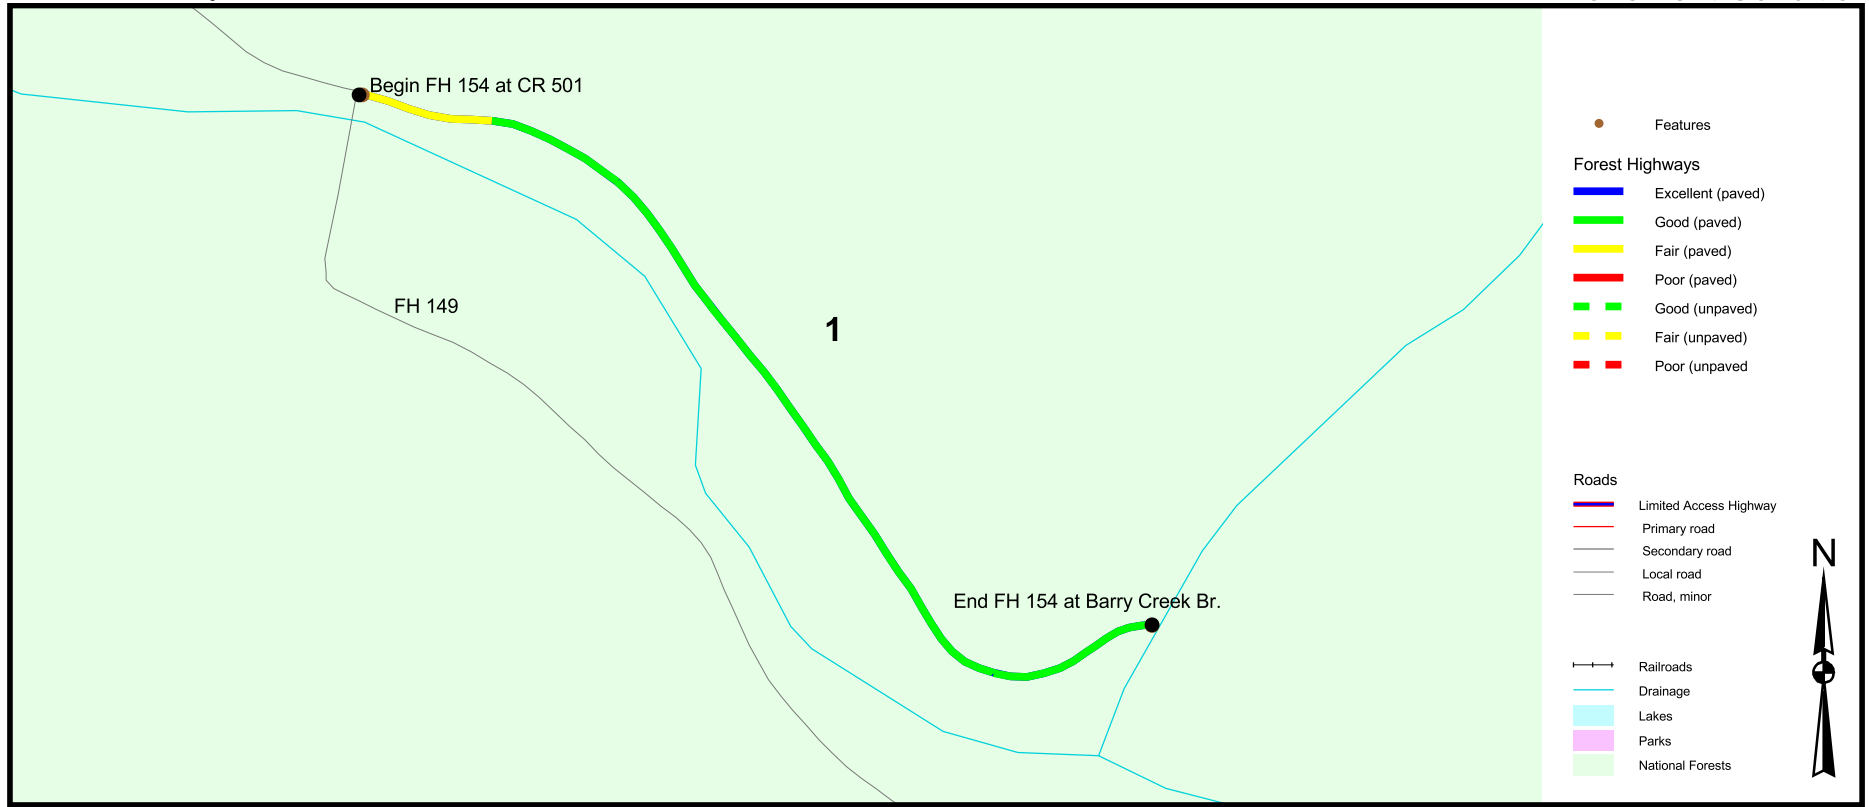 Begin FH 154 at CR 501
FH 149
1
End FH 154 at Barry Creek Br.
Features
Forest Highways
Excellent (paved)
Good (paved)
Fair (paved)
Poor (paved)
Good (unpaved)
Fair (unpaved)
Poor (unpaved
Roads
Limited Access Highway
Primary road
Secondary road
Local road
Road, minor
N
Railroads
Drainage
Lakes
Parks
National Forests